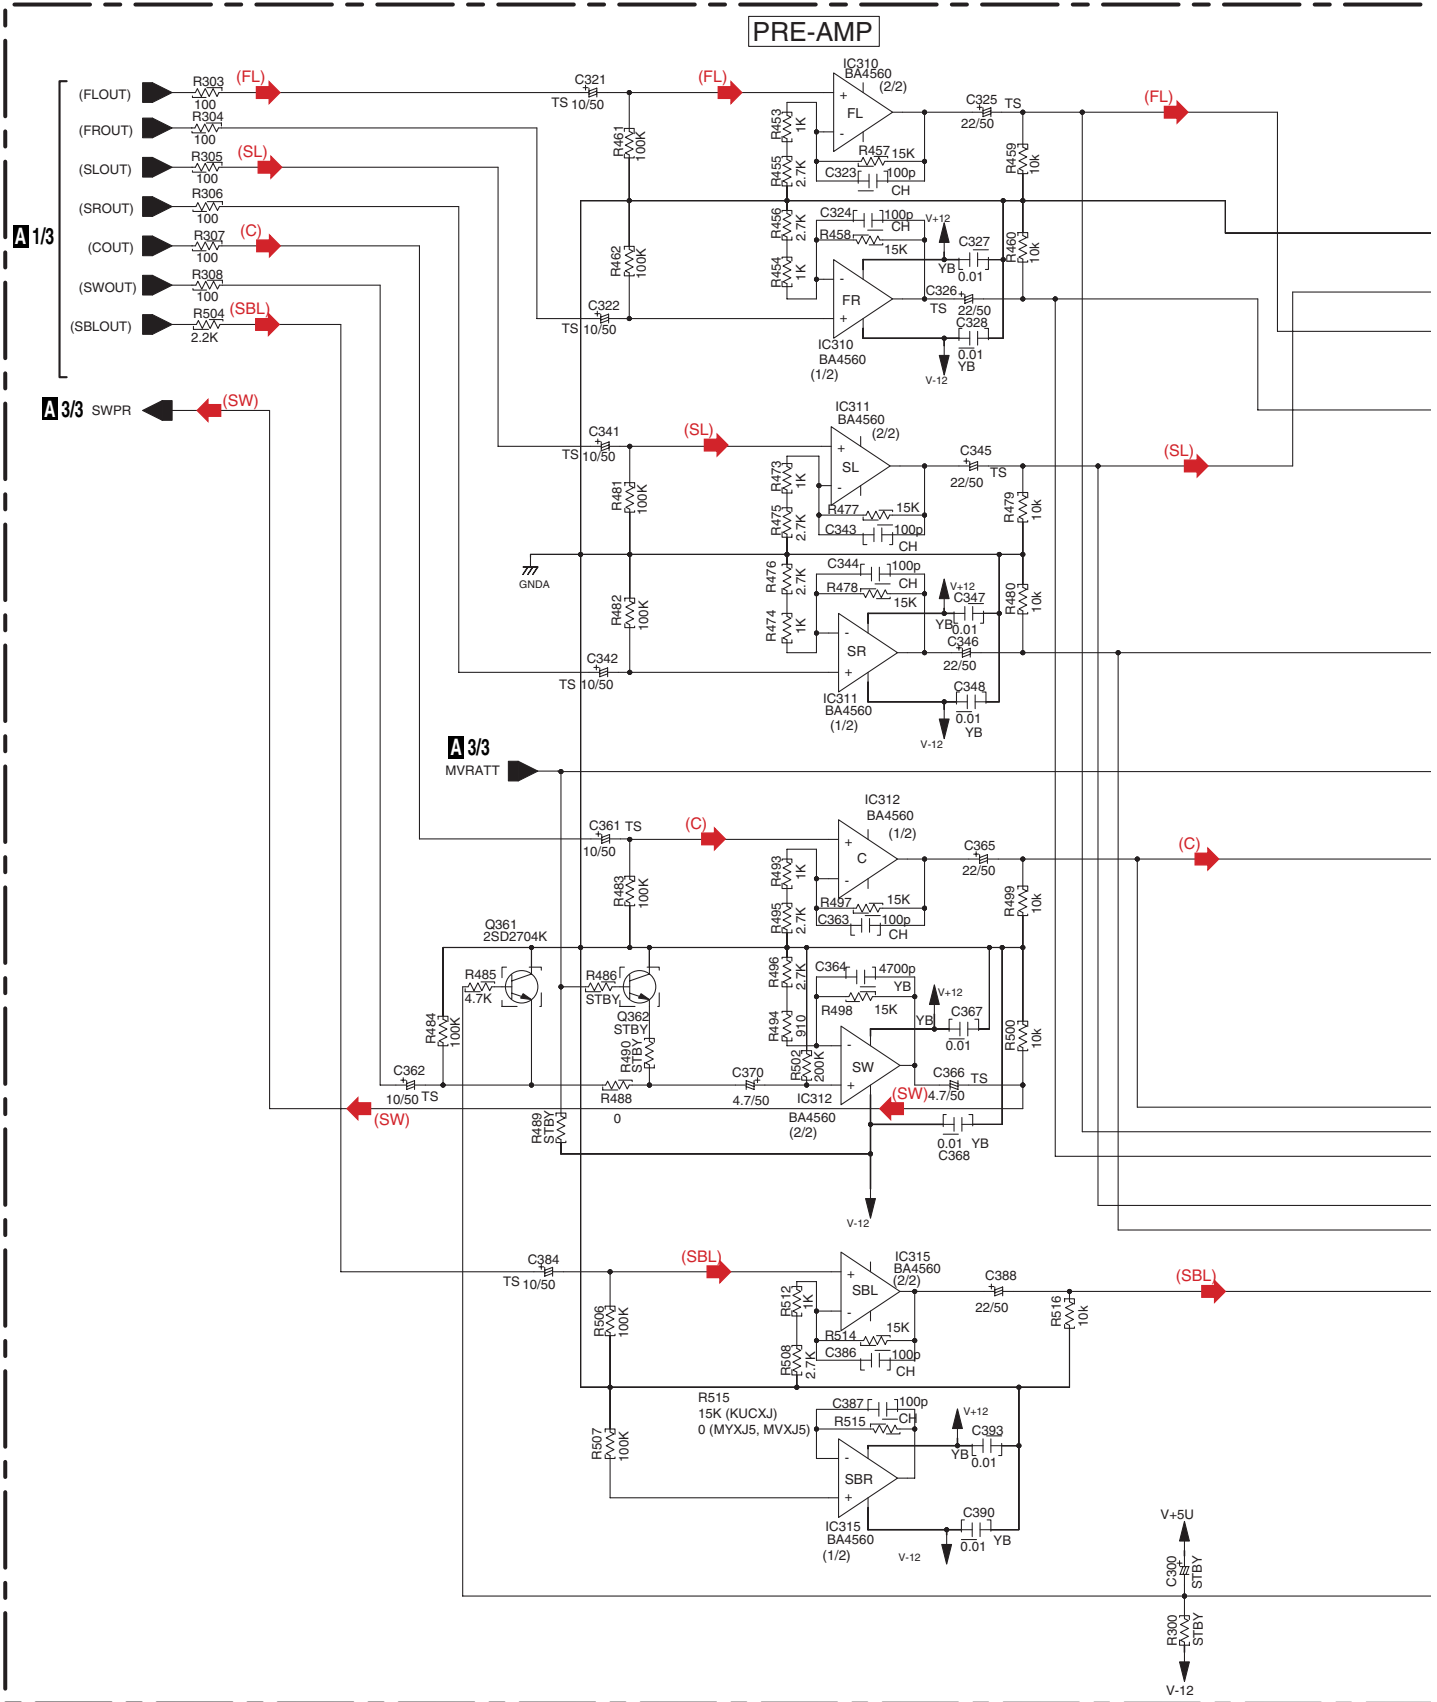 PRE-AMP
A 1/3
(FLOUT) R303 100 (FL)
(FROUT) R304 100
(SLOUT) R305 100 (SL)
(SROUT) R306 100
(COUT) R307 100 (C)
(SWOUT) R308 100
(SBLOUT) R504 2.2K (SBL)
A 3/3 SWPR (SW)
C321 TS 10/50
(FL)
R461 100K
R462 100K
C322 TS 10/50
IC310 BA4560 (2/2)
+ FL -
R453 1K
R455 2.7K
R457 15K
C323 100p CH
C325 TS 22/50
R459 10k
(FL)
R456 2.7K
R454 1K
C324 100p
R458 15K
V+12
C327 YB 0.01
R460 10k
- FR +
C326 TS 22/50
C328 0.01 YB
V-12
IC310 BA4560 (1/2)
C341 TS 10/50
(SL)
R481 100K
R482 100K
C342 TS 10/50
GNDA
IC311 BA4560 (2/2)
+ SL -
R473 1K
R475 2.7K
R477 15K
C343 100p CH
C345 TS 22/50
R479 10k
(SL)
R476 2.7K
R474 1K
C344 100p CH
R478 15K
V+12
C347 YB 0.01
R480 10k
- SR +
C346 22/50
C348 0.01 YB
V-12
IC311 BA4560 (1/2)
A 3/3
MVRATT
C361 TS 10/50
(C)
R483 100K
IC312 BA4560 (1/2)
+ C -
R493 1K
R495 2.7K
R497 15K
C363 100p CH
C365 22/50
R499 10k
(C)
Q361 2SD2704K
R485 4.7K
R484 100K
R486 STBY
Q362 STBY
R490 STBY
R496 2.7K
R494 910
C364 4700p YB
R498 15K
V+12
C367 YB 0.01
R500 10k
R502 200K
- SW +
C362 10/50 TS
R488 0
C370 4.7/50
IC312 BA4560 (2/2)
C366 TS 4.7/50
(SW)
(SW)
R489 STBY
0.01 YB C368
V-12
C384 TS 10/50
(SBL)
R506 100K
R507 100K
IC315 BA4560 (2/2)
+ SBL -
R512 1K
R508 2.7K
R514 15K
C386 100p CH
C388 22/50
R516 10k
(SBL)
R515
15K (KUCXJ)
0 (MYXJ5, MVXJ5)
C387 100p CH
R515
V+12
C393 YB 0.01
- SBR +
C390 0.01 YB
IC315 BA4560 (1/2)
V-12
V+5U
C300 STBY
R300 STBY
V-12